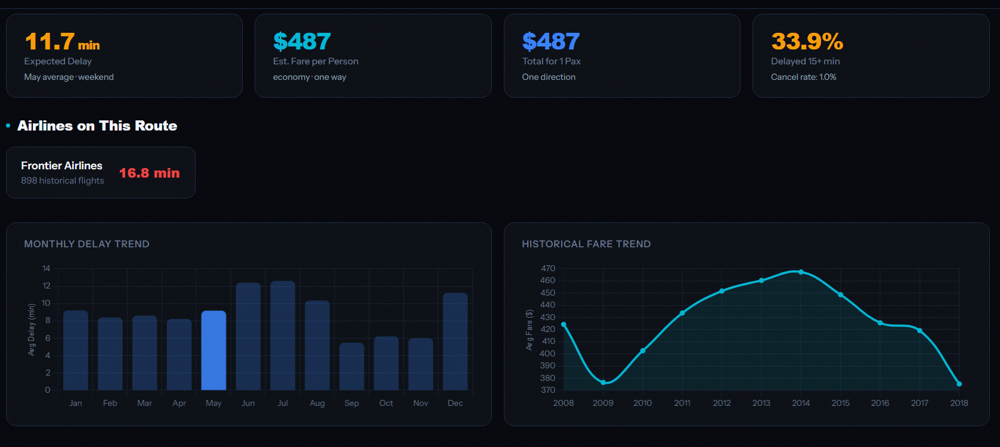 11.7 min
Expected Delay
May average · weekend
$487
Est. Fare per Person
economy · one way
$487
Total for 1 Pax
One direction
33.9%
Delayed 15+ min
Cancel rate: 1.0%
Airlines on This Route
Frontier Airlines
898 historical flights
16.8 min
MONTHLY DELAY TREND
Avg Delay (min)
14
12
10
8
6
4
2
0
Jan Feb Mar Apr May Jun Jul Aug Sep Oct Nov Dec
HISTORICAL FARE TREND
Avg Fare ($)
470
460
450
440
430
420
410
400
390
380
370
2008 2009 2010 2011 2012 2013 2014 2015 2016 2017 2018